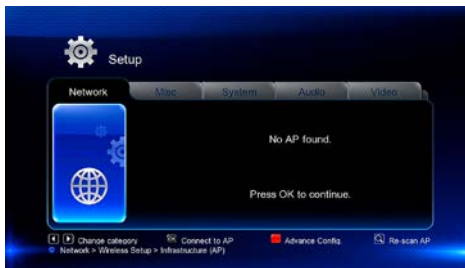 Setup
Network Misc System Audio Video
No AP found.
Press OK to continue.
Change category Connect to AP Advance Config. Re-scan AP
Network > Wireless Setup > Infrastructure (AP)